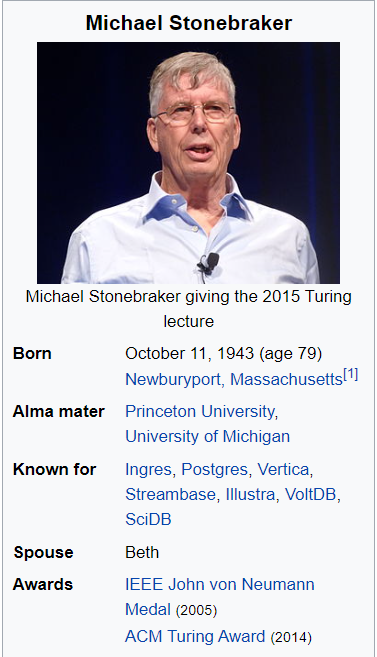 Michael Stonebraker
Michael Stonebraker giving the 2015 Turing
lecture
Born October 11, 1943 (age 79)
Newburyport, Massachusetts[1]
Alma mater Princeton University,
University of Michigan
Known for Ingres, Postgres, Vertica,
Streambase, Illustra, VoltDB,
SciDB
Spouse Beth
Awards IEEE John von Neumann
Medal (2005)
ACM Turing Award (2014)